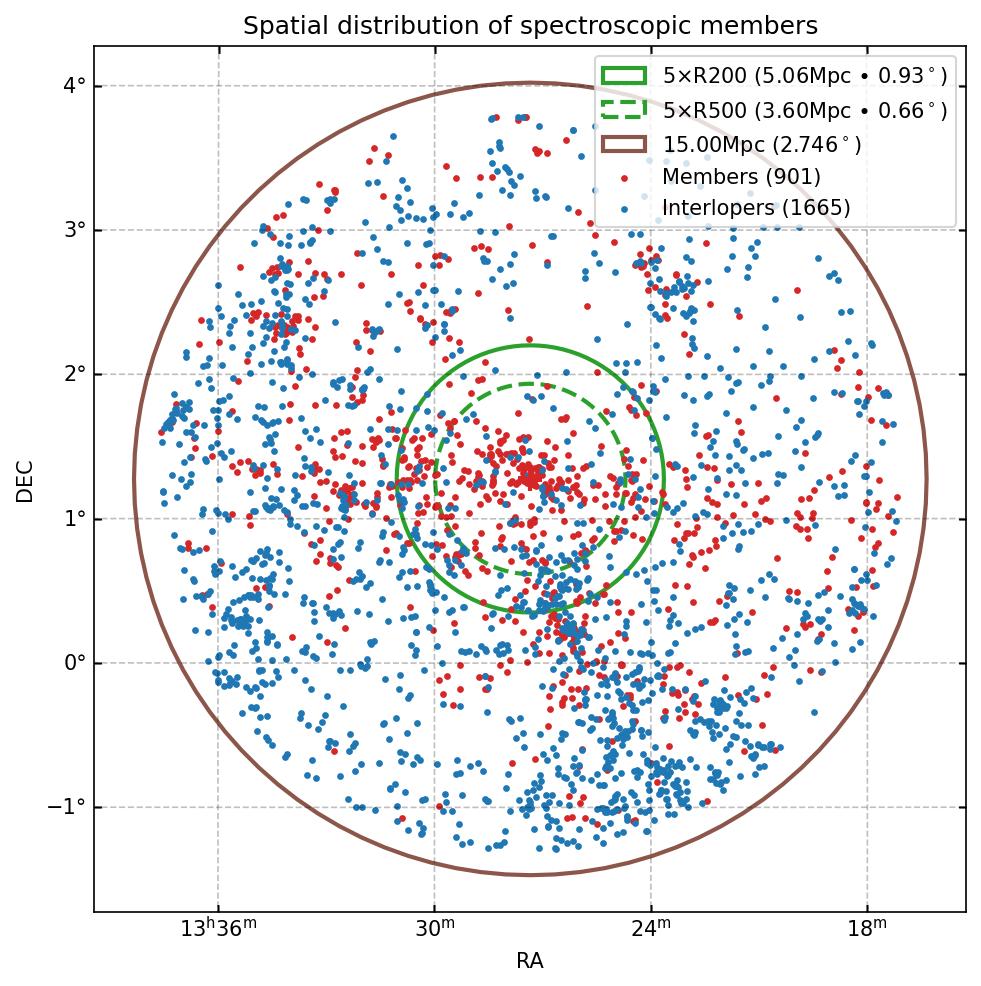 Spatial distribution of spectroscopic members
5×R200 (5.06Mpc • 0.93°)
5×R500 (3.60Mpc • 0.66°)
15.00Mpc (2.746°)
Members (901)
Interlopers (1665)
4°
3°
2°
1°
0°
−1°
DEC
13ʰ36ᵐ
30ᵐ
24ᵐ
18ᵐ
RA